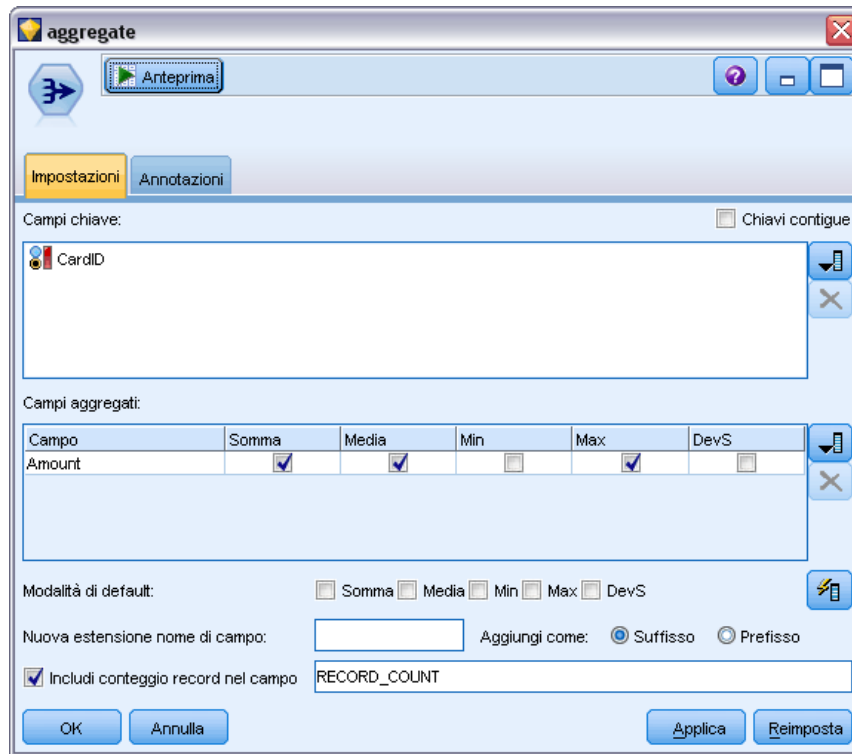 aggregate
Anteprima
Impostazioni Annotazioni
Campi chiave: Chiavi contigue
CardID
Campi aggregati:
Campo Somma Media Min Max DevS
Amount
Modalità di default: Somma Media Min Max DevS
Nuova estensione nome di campo: Aggiungi come: Suffisso Prefisso
Includi conteggio record nel campo RECORD_COUNT
OK Annulla Applica Reimposta